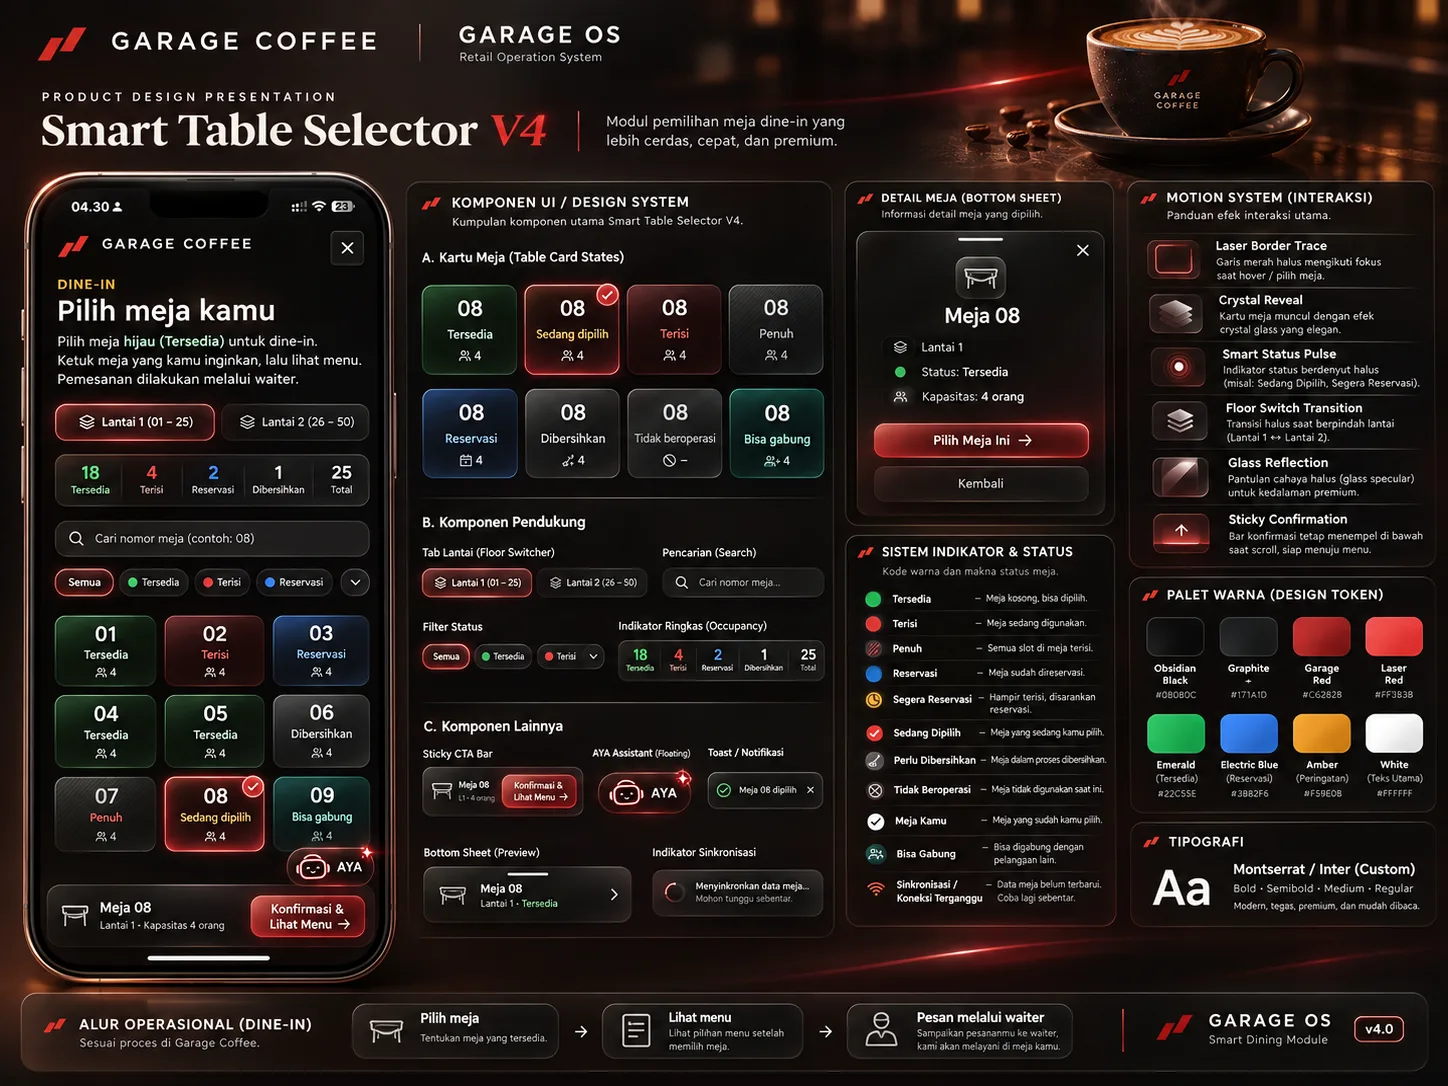 GARAGE COFFEE
GARAGE OS
Retail Operation System
PRODUCT DESIGN PRESENTATION
Smart Table Selector V4
Modul pemilihan meja dine-in yang
lebih cerdas, cepat, dan premium.
GARAGE
COFFEE
04.30
23
GARAGE COFFEE
DINE-IN
Pilih meja kamu
Pilih meja hijau (Tersedia) untuk dine-in.
Ketuk meja yang kamu inginkan, lalu lihat menu.
Pemesanan dilakukan melalui waiter.
Lantai 1 (01 – 25)
Lantai 2 (26 – 50)
18 4 2 1 25
Tersedia Terisi Reservasi Dibersihkan Total
Cari nomor meja (contoh: 08)
Semua Tersedia Terisi Reservasi
01 02 03
Tersedia Terisi Reservasi
4 4 4
04 05 06
Tersedia Tersedia Dibersihkan
4 4 4
07 08 09
Penuh Sedang dipilih Bisa gabung
4 4 4
AYA
Meja 08
Lantai 1 • Kapasitas 4 orang
Konfirmasi &
Lihat Menu →
KOMPONEN UI / DESIGN SYSTEM
Kumpulan komponen utama Smart Table Selector V4.
A. Kartu Meja (Table Card States)
08 08 08 08
Tersedia Sedang dipilih Terisi Penuh
4 4 4 4
08 08 08 08
Reservasi Dibersihkan Tidak beroperasi Bisa gabung
4 4 – 4
B. Komponen Pendukung
Tab Lantai (Floor Switcher)
Lantai 1 (01 – 25) Lantai 2 (26 – 50)
Pencarian (Search)
Cari nomor meja...
Filter Status
Semua Tersedia Terisi
Indikator Ringkas (Occupancy)
18 4 2 1 25
Tersedia Terisi Reservasi Dibersihkan Total
C. Komponen Lainnya
Sticky CTA Bar
Meja 08
L1 • 4 orang
Konfirmasi &
Lihat Menu →
AYA Assistant (Floating)
AYA
Toast / Notifikasi
Meja 08 dipilih ×
Bottom Sheet (Preview)
Meja 08
Lantai 1 • Tersedia
Indikator Sinkronisasi
Menyinkronkan data meja...
Mohon tunggu sebentar.
DETAIL MEJA (BOTTOM SHEET)
Informasi detail meja yang dipilih.
Meja 08
Lantai 1
Status: Tersedia
Kapasitas: 4 orang
Pilih Meja Ini →
Kembali
SISTEM INDIKATOR & STATUS
Kode warna dan makna status meja.
Tersedia – Meja kosong, bisa dipilih.
Terisi – Meja sedang digunakan.
Penuh – Semua slot di meja terisi.
Reservasi – Meja sudah direservasi.
Segera Reservasi – Hampir terisi, disarankan
reservasi.
Sedang Dipilih – Meja yang sedang kamu pilih.
Perlu Dibersihkan – Meja dalam proses dibersihkan.
Tidak Beroperasi – Meja tidak digunakan saat ini.
Meja Kamu – Meja yang sudah kamu pilih.
Bisa Gabung – Bisa digabung dengan
pelanggan lain.
Sinkronisasi / – Data meja belum terbarui.
Koneksi Terganggu Coba lagi sebentar.
MOTION SYSTEM (INTERAKSI)
Panduan efek interaksi utama.
Laser Border Trace
Garis merah halus mengikuti fokus
saat hover / pilih meja.
Crystal Reveal
Kartu meja muncul dengan efek
crystal glass yang elegan.
Smart Status Pulse
Indikator status berdenyut halus
(misal: Sedang Dipilih, Segera Reservasi).
Floor Switch Transition
Transisi halus saat berpindah lantai
(Lantai 1 ↔ Lantai 2).
Glass Reflection
Pantulan cahaya halus (glass specular)
untuk kedalaman premium.
Sticky Confirmation
Bar konfirmasi tetap menempel di bawah
saat scroll, siap menuju menu.
PALET WARNA (DESIGN TOKEN)
Obsidian Black #0B0B0C
Graphite + #171A1D
Garage Red #C62828
Laser Red #FF3B3B
Emerald (Tersedia) #22C55E
Electric Blue (Reservasi) #3B82F6
Amber (Peringatan) #F59E0B
White (Teks Utama) #FFFFFF
TIPOGRAFI
Aa
Montserrat / Inter (Custom)
Bold • Semibold • Medium • Regular
Modern, tegas, premium, dan mudah dibaca.
ALUR OPERASIONAL (DINE-IN)
Sesuai proces di Garage Coffee.
Pilih meja
Tentukan meja yang tersedia.
→
Lihat menu
Lihat pilihan menu setelah
memilih meja.
→
Pesan melalui waiter
Sampaikan pesananmu ke waiter,
kami akan melayani di meja kamu.
GARAGE OS
Smart Dining Module
v4.0